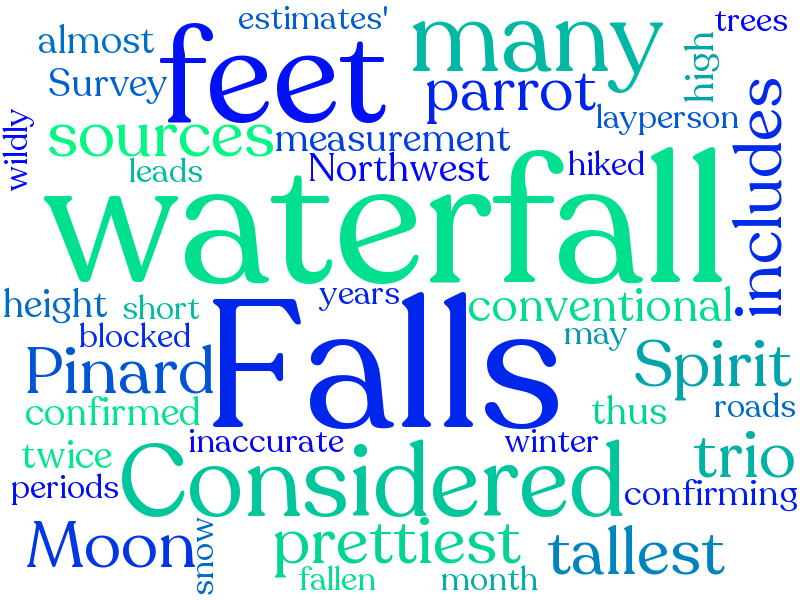 estimates'
trees
almost
feet
many
high
Survey
parrot
includes
layperson
wildly
sources
measurement
leads
Northwest
hiked
waterfall
height
short
years
conventional
blocked
Falls
may
Pinard
Spirit
confirmed
thus
roads
inaccurate
winter
twice
Considered
trio
periods
confirming
Moon
snow
prettiest
tallest
fallen
month